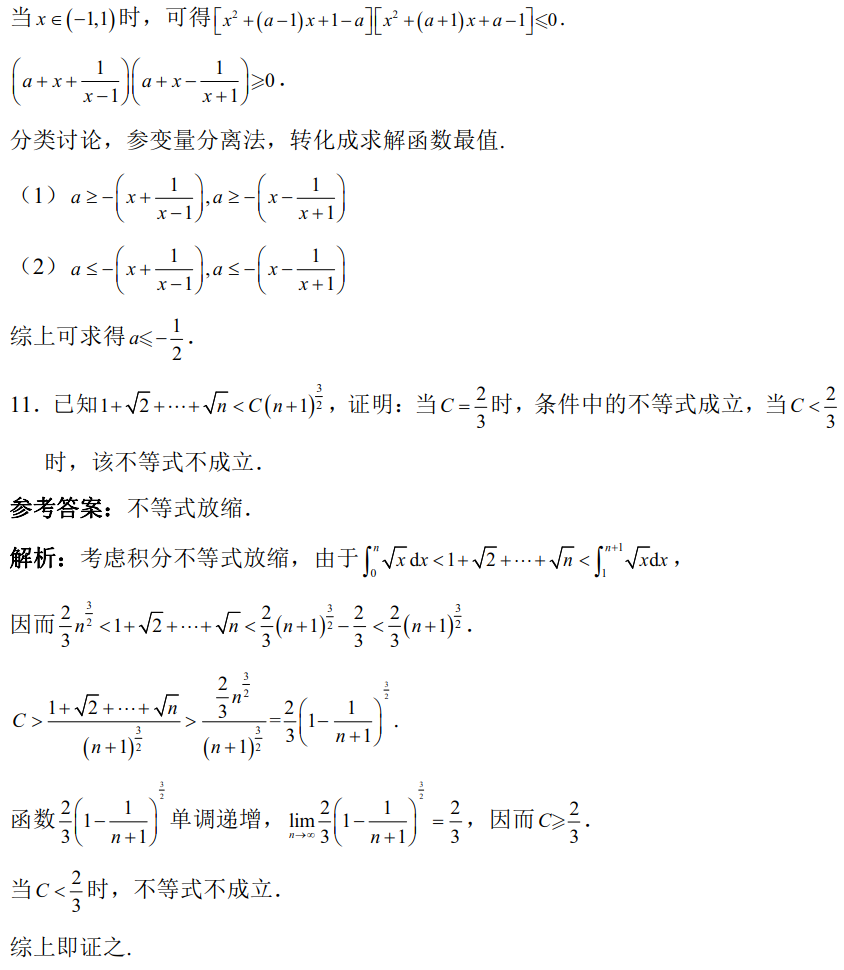 当 $x\in(-1,1)$ 时，可得 $\left[x^{2}+(a-1)x+1-a\right]\left[x^{2}+(a+1)x+a-1\right]\leqslant 0$．
$\left(a+x+\frac{1}{x-1}\right)\left(a+x-\frac{1}{x+1}\right)\geqslant 0$．
分类讨论，参变量分离法，转化成求解函数最值.
（1）$a\geq-\left(x+\frac{1}{x-1}\right),a\geq-\left(x-\frac{1}{x+1}\right)$
（2）$a\leq-\left(x+\frac{1}{x-1}\right),a\leq-\left(x-\frac{1}{x+1}\right)$
综上可求得 $a\leqslant-\frac{1}{2}$．
11．已知 $1+\sqrt{2}+\cdots+\sqrt{n}<C(n+1)^{\frac{3}{2}}$，证明：当 $C=\frac{2}{3}$ 时，条件中的不等式成立，当 $C<\frac{2}{3}$
时，该不等式不成立．
参考答案：不等式放缩．
解析：考虑积分不等式放缩，由于 $\int_{0}^{n}\sqrt{x}\,\mathrm{d}x<1+\sqrt{2}+\cdots+\sqrt{n}<\int_{1}^{n+1}\sqrt{x}\mathrm{d}x$，
因而 $\frac{2}{3}n^{\frac{3}{2}}<1+\sqrt{2}+\cdots+\sqrt{n}<\frac{2}{3}(n+1)^{\frac{3}{2}}-\frac{2}{3}<\frac{2}{3}(n+1)^{\frac{3}{2}}$．
$C>\frac{1+\sqrt{2}+\cdots+\sqrt{n}}{(n+1)^{\frac{3}{2}}}>\frac{\frac{2}{3}n^{\frac{3}{2}}}{(n+1)^{\frac{3}{2}}}=\frac{2}{3}\left(1-\frac{1}{n+1}\right)^{\frac{3}{2}}$．
函数 $\frac{2}{3}\left(1-\frac{1}{n+1}\right)^{\frac{3}{2}}$ 单调递增，$\lim_{n\to\infty}\frac{2}{3}\left(1-\frac{1}{n+1}\right)^{\frac{3}{2}}=\frac{2}{3}$，因而 $C\geqslant\frac{2}{3}$．
当 $C<\frac{2}{3}$ 时，不等式不成立．
综上即证之.